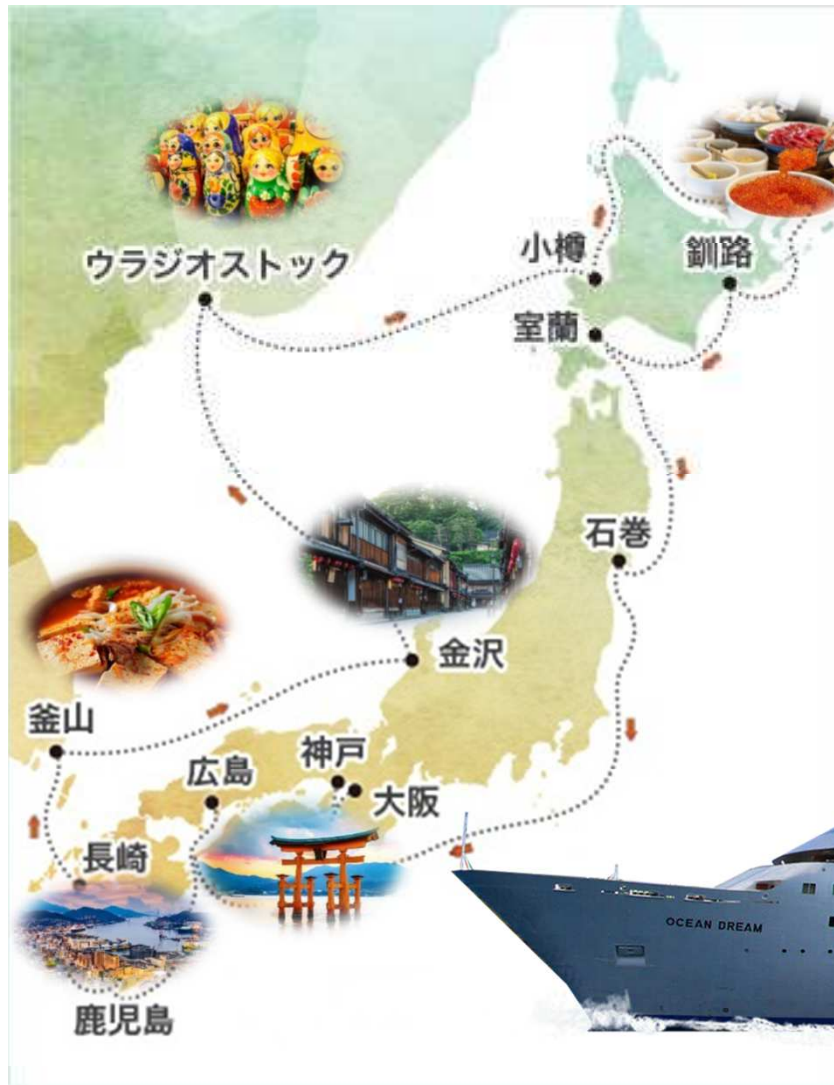 小樽
釧路
ウラジオストック
室蘭
石巻
金沢
釜山
神戸
広島
大阪
長崎
OCEAN DREAM
鹿児島